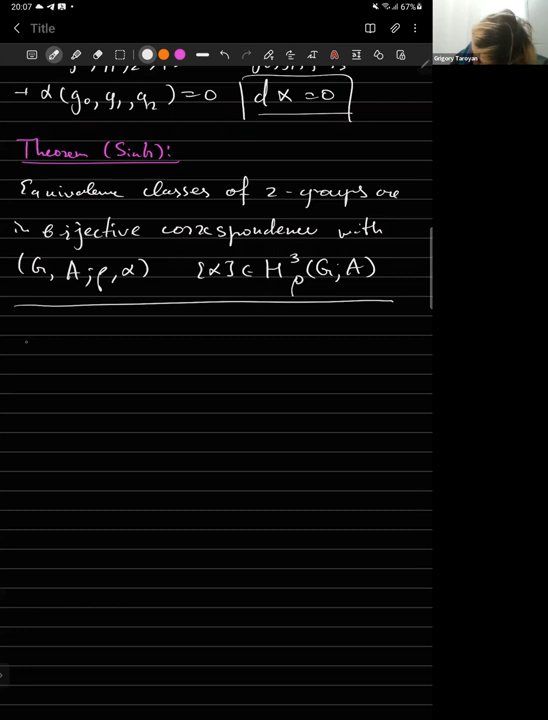 20:07
67%
Title
Grigory Taroyan
+ α(g₀, g₁, g₂) = 0 dα = 0
Theorem (Sinh):
Equivalence classes of 2-groups are
in bijective correspondence with
(G, A; ρ, α) [α] ∈ H³ρ(G; A)